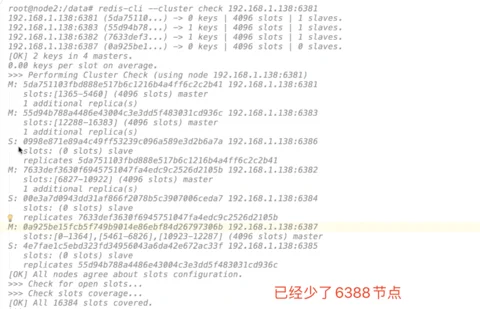 root@node2:/data# redis-cli --cluster check 192.168.1.138:6381
192.168.1.138:6381 (5da75110...) -> 0 keys | 4096 slots | 1 slaves.
192.168.1.138:6383 (55d94b78...) -> 1 keys | 4096 slots | 1 slaves.
192.168.1.138:6382 (7633def3...) -> 1 keys | 4096 slots | 1 slaves.
192.168.1.138:6387 (0a925be1...) -> 0 keys | 4096 slots | 0 slaves.
[OK] 2 keys in 4 masters.
0.00 keys per slot on average.
>>> Performing Cluster Check (using node 192.168.1.138:6381)
M: 5da751103fbd888e517b6c1216b4a4ff6c2c2b41 192.168.1.138:6381
slots:[1365-5460] (4096 slots) master
1 additional replica(s)
M: 55d94b788a4486e43004c3e3dd5f483031cd936c 192.168.1.138:6383
slots:[12288-16383] (4096 slots) master
1 additional replica(s)
S: 0998e871e89a4c49ff53239c096a589e3d2b6a7a 192.168.1.138:6386
slots: (0 slots) slave
replicates 5da751103fbd888e517b6c1216b4a4ff6c2c2b41
M: 7633def3630f6945751047fa4edc9c2526d2105b 192.168.1.138:6382
slots:[6827-10922] (4096 slots) master
1 additional replica(s)
S: 00e3a7d0943dd31af866f2078b5c3907006ceda7 192.168.1.138:6384
slots: (0 slots) slave
replicates 7633def3630f6945751047fa4edc9c2526d2105b
M: 0a925be15fcb5f749b9014e86ebf84d26797306b 192.168.1.138:6387
slots:[0-1364],[5461-6826],[10923-12287] (4096 slots) master
S: 4e7fae1c5ebd323fd34956043a6da42e672ac33f 192.168.1.138:6385
slots: (0 slots) slave
replicates 55d94b788a4486e43004c3e3dd5f483031cd936c
[OK] All nodes agree about slots configuration.
>>> Check for open slots...
>>> Check slots coverage...
[OK] All 16384 slots covered.
已经少了6388节点